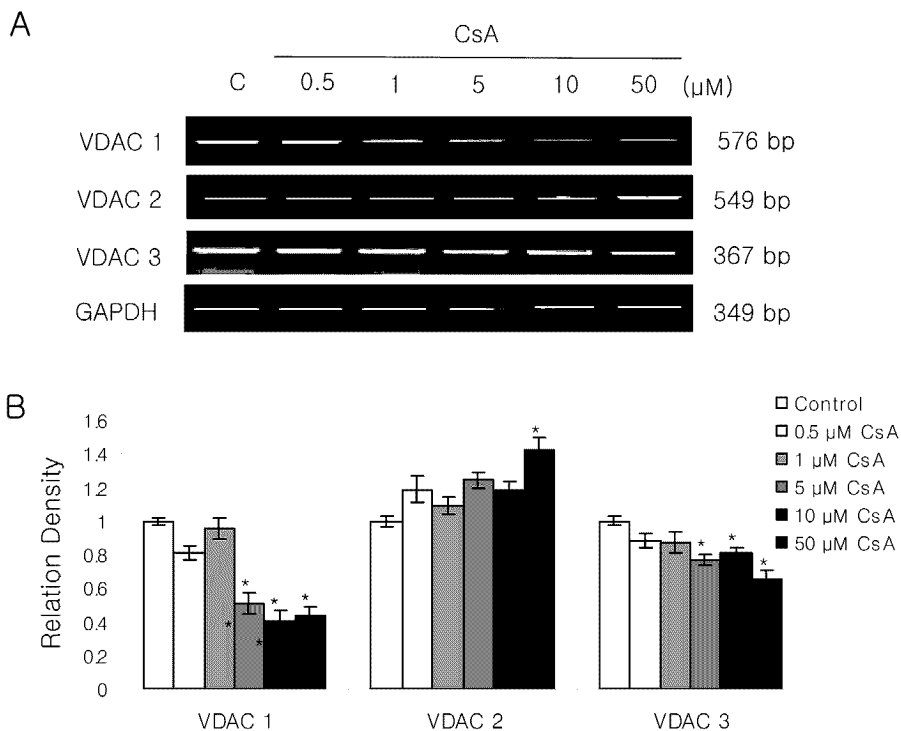 A
CsA
C 0.5 1 5 10 50 (μM)
VDAC 1 576 bp
VDAC 2 549 bp
VDAC 3 367 bp
GAPDH 349 bp
B
Relation Density
1.6
1.4
1.2
1
0.8
0.6
0.4
0.2
0
* * * * * * * * *
VDAC 1 VDAC 2 VDAC 3
Control
0.5 μM CsA
1 μM CsA
5 μM CsA
10 μM CsA
50 μM CsA